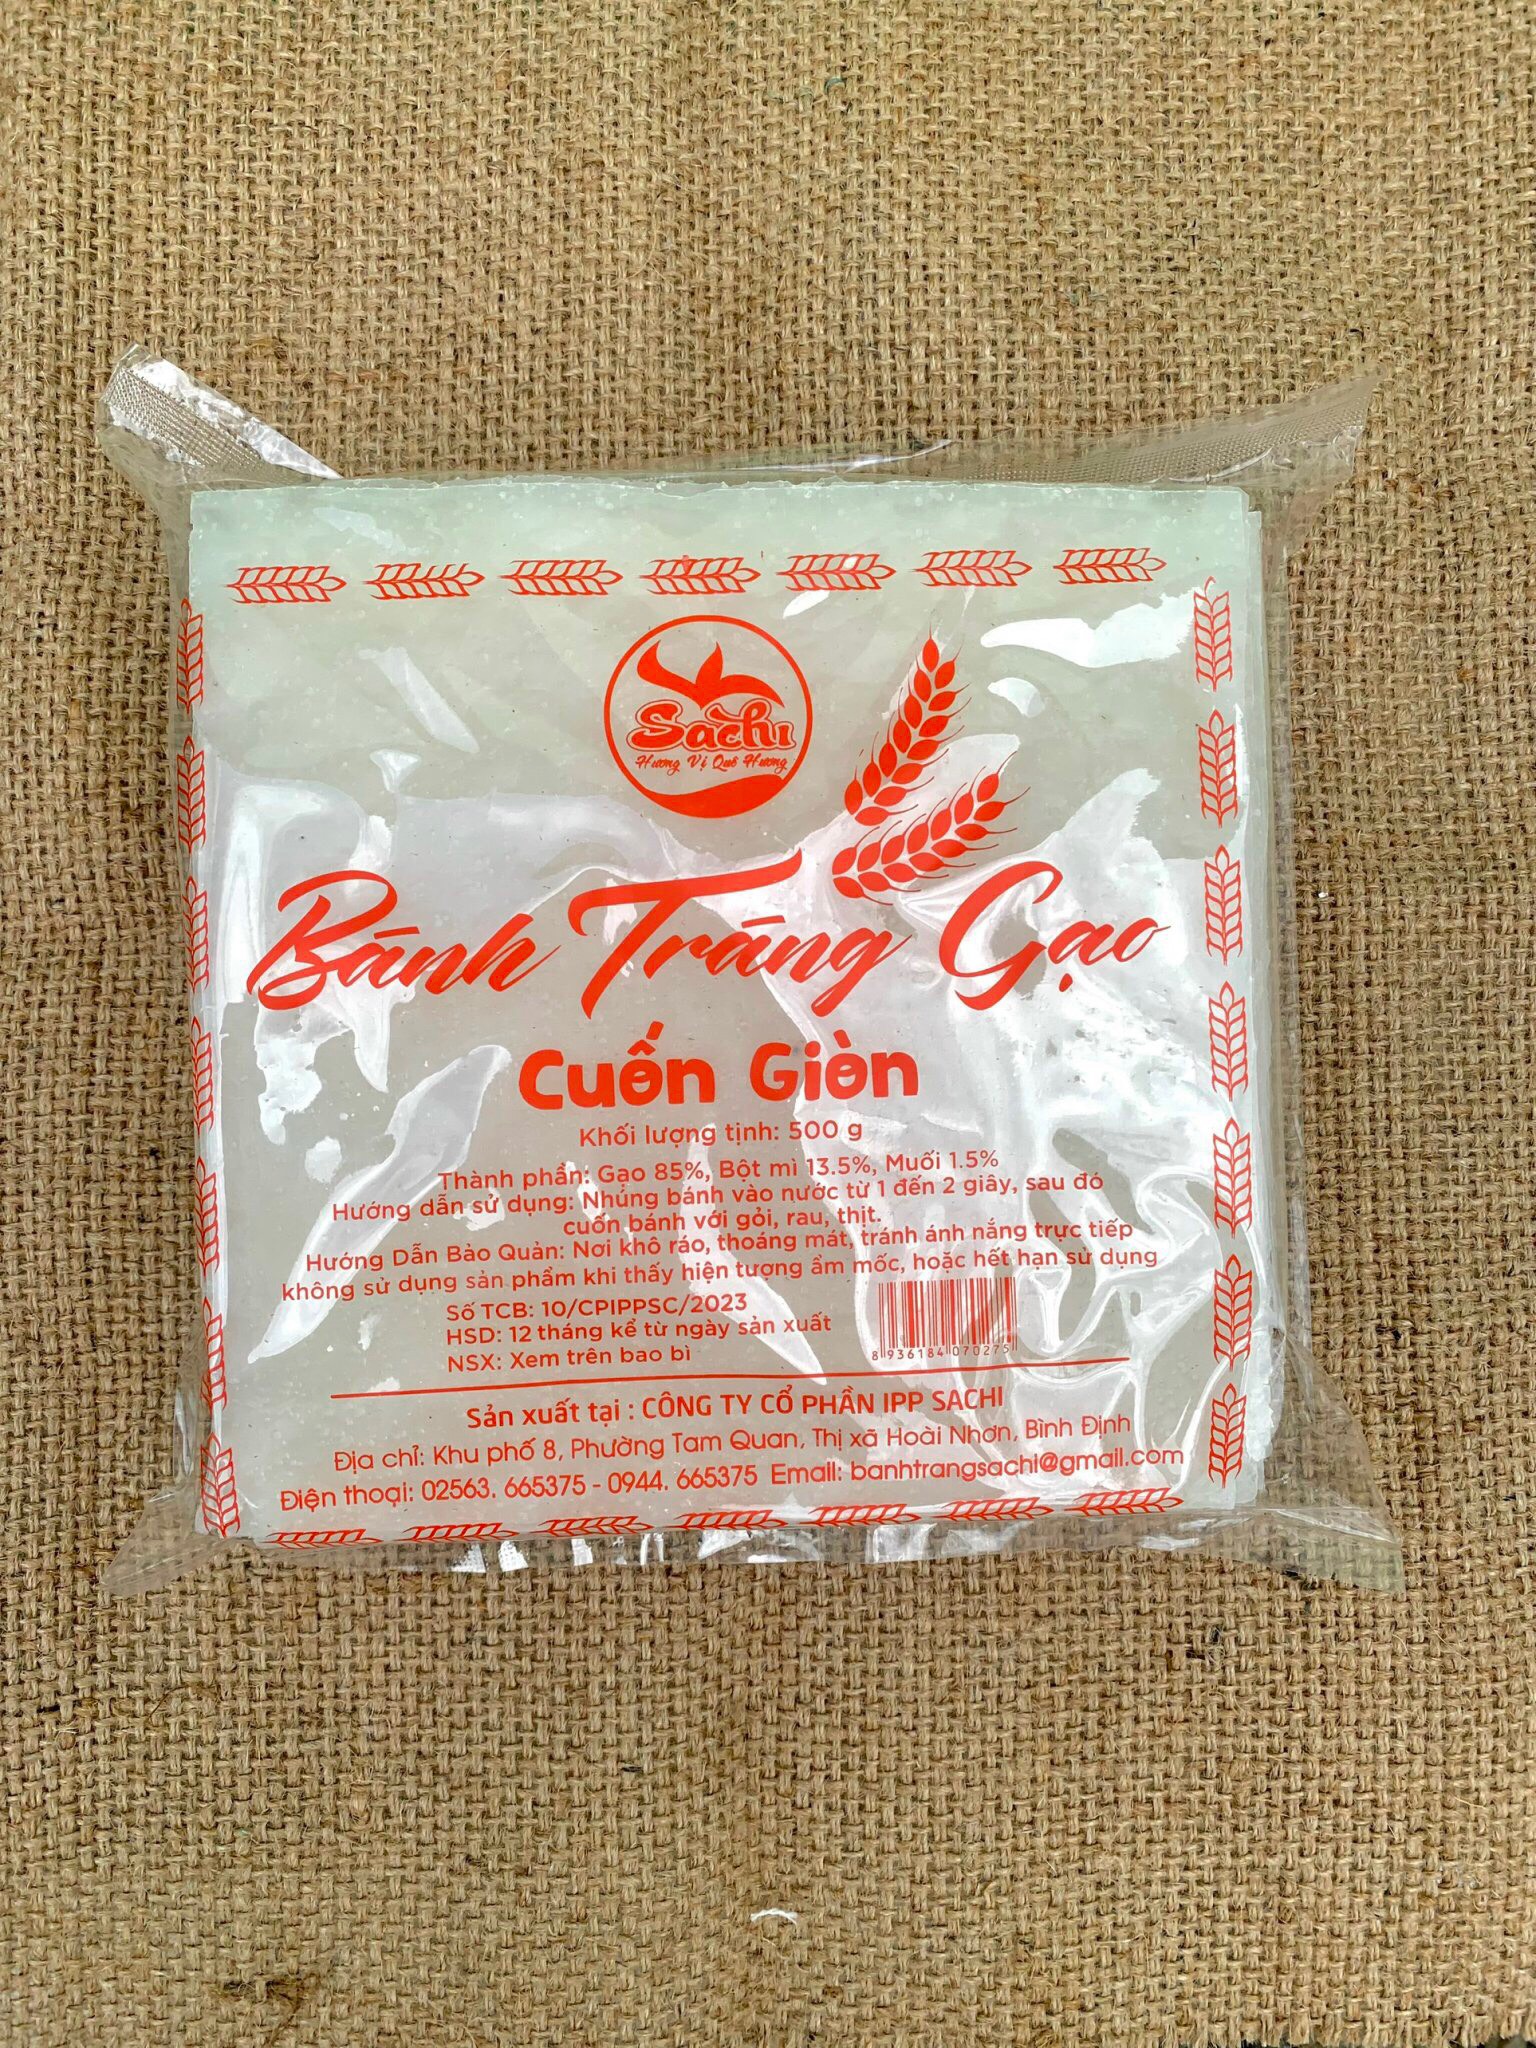 Sachi
Hương Vị Quê Hương
Bánh Tráng Gạo
Cuốn Giòn
Khối lượng tịnh: 500 g
Thành phần: Gạo 85%, Bột mì 13.5%, Muối 1.5%
Hướng dẫn sử dụng: Nhúng bánh vào nước từ 1 đến 2 giây, sau đó
cuốn bánh với gỏi, rau, thịt.
Hướng Dẫn Bảo Quản: Nơi khô ráo, thoáng mát, tránh ánh nắng trực tiếp
không sử dụng sản phẩm khi thấy hiện tượng ẩm mốc, hoặc hết hạn sử dụng
Số TCB: 10/CPIPPSC/2023
HSD: 12 tháng kể từ ngày sản xuất
NSX: Xem trên bao bì
8 936184 070275
Sản xuất tại : CÔNG TY CỔ PHẦN IPP SACHI
Địa chỉ: Khu phố 8, Phường Tam Quan, Thị xã Hoài Nhơn, Bình Định
Điện thoại: 02563. 665375 - 0944. 665375 Email: banhtrangsachi@gmail.com